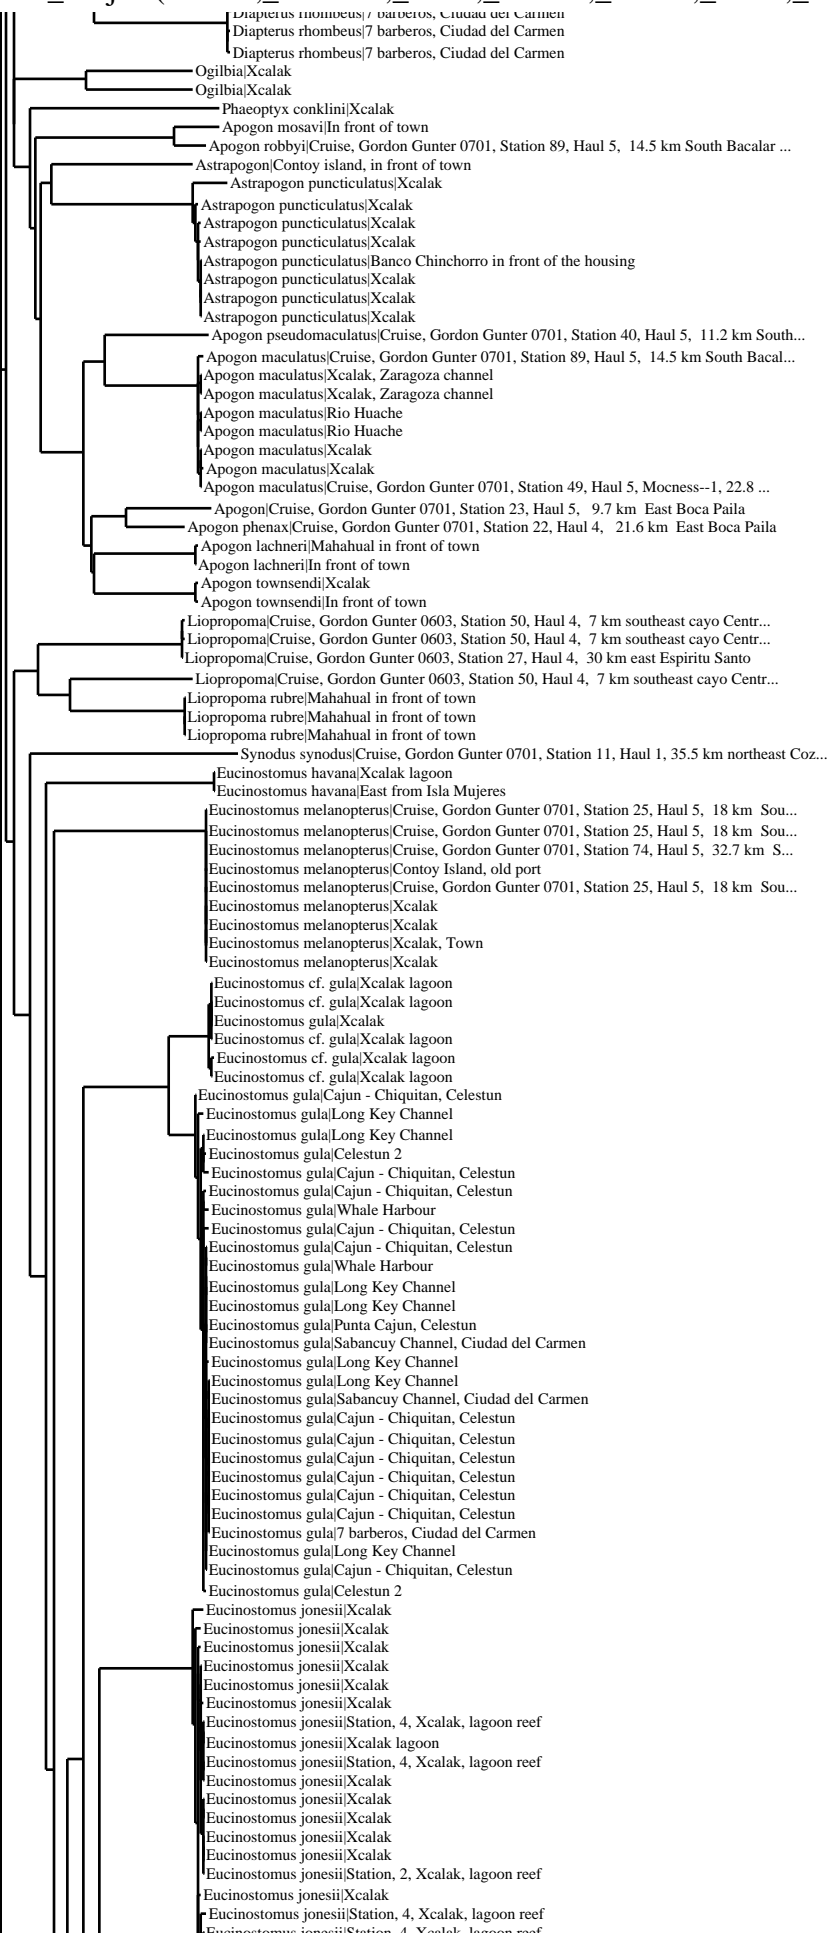 Diapterus rhombeus|7 barberos, Ciudad del Carmen
Diapterus rhombeus|7 barberos, Ciudad del Carmen
Diapterus rhombeus|7 barberos, Ciudad del Carmen
Ogilbia|Xcalak
Ogilbia|Xcalak
Phaeoptyx conklini|Xcalak
Apogon mosavi|In front of town
Apogon robbyi|Cruise, Gordon Gunter 0701, Station 89, Haul 5, 14.5 km South Bacalar ...
Astrapogon|Contoy island, in front of town
Astrapogon puncticulatus|Xcalak
Astrapogon puncticulatus|Xcalak
Astrapogon puncticulatus|Xcalak
Astrapogon puncticulatus|Xcalak
Astrapogon puncticulatus|Banco Chinchorro in front of the housing
Astrapogon puncticulatus|Xcalak
Astrapogon puncticulatus|Xcalak
Astrapogon puncticulatus|Xcalak
Apogon pseudomaculatus|Cruise, Gordon Gunter 0701, Station 40, Haul 5, 11.2 km South...
Apogon maculatus|Cruise, Gordon Gunter 0701, Station 89, Haul 5, 14.5 km South Bacal...
Apogon maculatus|Xcalak, Zaragoza channel
Apogon maculatus|Xcalak, Zaragoza channel
Apogon maculatus|Rio Huache
Apogon maculatus|Rio Huache
Apogon maculatus|Xcalak
Apogon maculatus|Xcalak
Apogon maculatus|Cruise, Gordon Gunter 0701, Station 49, Haul 5, Mocness--1, 22.8 ...
Apogon|Cruise, Gordon Gunter 0701, Station 23, Haul 5, 9.7 km East Boca Paila
Apogon phenax|Cruise, Gordon Gunter 0701, Station 22, Haul 4, 21.6 km East Boca Paila
Apogon lachneri|Mahahual in front of town
Apogon lachneri|In front of town
Apogon townsendi|Xcalak
Apogon townsendi|In front of town
Liopropoma|Cruise, Gordon Gunter 0603, Station 50, Haul 4, 7 km southeast cayo Centr...
Liopropoma|Cruise, Gordon Gunter 0603, Station 50, Haul 4, 7 km southeast cayo Centr...
Liopropoma|Cruise, Gordon Gunter 0603, Station 27, Haul 4, 30 km east Espiritu Santo
Liopropoma|Cruise, Gordon Gunter 0603, Station 50, Haul 4, 7 km southeast cayo Centr...
Liopropoma rubre|Mahahual in front of town
Liopropoma rubre|Mahahual in front of town
Liopropoma rubre|Mahahual in front of town
Synodus synodus|Cruise, Gordon Gunter 0701, Station 11, Haul 1, 35.5 km northeast Coz...
Eucinostomus havana|Xcalak lagoon
Eucinostomus havana|East from Isla Mujeres
Eucinostomus melanopterus|Cruise, Gordon Gunter 0701, Station 25, Haul 5, 18 km Sou...
Eucinostomus melanopterus|Cruise, Gordon Gunter 0701, Station 25, Haul 5, 18 km Sou...
Eucinostomus melanopterus|Cruise, Gordon Gunter 0701, Station 74, Haul 5, 32.7 km S...
Eucinostomus melanopterus|Contoy Island, old port
Eucinostomus melanopterus|Cruise, Gordon Gunter 0701, Station 25, Haul 5, 18 km Sou...
Eucinostomus melanopterus|Xcalak
Eucinostomus melanopterus|Xcalak
Eucinostomus melanopterus|Xcalak, Town
Eucinostomus melanopterus|Xcalak
Eucinostomus cf. gula|Xcalak lagoon
Eucinostomus cf. gula|Xcalak lagoon
Eucinostomus gula|Xcalak
Eucinostomus cf. gula|Xcalak lagoon
Eucinostomus cf. gula|Xcalak lagoon
Eucinostomus cf. gula|Xcalak lagoon
Eucinostomus gula|Cajun - Chiquitan, Celestun
Eucinostomus gula|Long Key Channel
Eucinostomus gula|Long Key Channel
Eucinostomus gula|Celestun 2
Eucinostomus gula|Cajun - Chiquitan, Celestun
Eucinostomus gula|Cajun - Chiquitan, Celestun
Eucinostomus gula|Whale Harbour
Eucinostomus gula|Cajun - Chiquitan, Celestun
Eucinostomus gula|Cajun - Chiquitan, Celestun
Eucinostomus gula|Whale Harbour
Eucinostomus gula|Long Key Channel
Eucinostomus gula|Long Key Channel
Eucinostomus gula|Punta Cajun, Celestun
Eucinostomus gula|Sabancuy Channel, Ciudad del Carmen
Eucinostomus gula|Long Key Channel
Eucinostomus gula|Long Key Channel
Eucinostomus gula|Sabancuy Channel, Ciudad del Carmen
Eucinostomus gula|Cajun - Chiquitan, Celestun
Eucinostomus gula|Cajun - Chiquitan, Celestun
Eucinostomus gula|Cajun - Chiquitan, Celestun
Eucinostomus gula|Cajun - Chiquitan, Celestun
Eucinostomus gula|Cajun - Chiquitan, Celestun
Eucinostomus gula|Cajun - Chiquitan, Celestun
Eucinostomus gula|7 barberos, Ciudad del Carmen
Eucinostomus gula|Long Key Channel
Eucinostomus gula|Cajun - Chiquitan, Celestun
Eucinostomus gula|Celestun 2
Eucinostomus jonesii|Xcalak
Eucinostomus jonesii|Xcalak
Eucinostomus jonesii|Xcalak
Eucinostomus jonesii|Xcalak
Eucinostomus jonesii|Xcalak
Eucinostomus jonesii|Xcalak
Eucinostomus jonesii|Station, 4, Xcalak, lagoon reef
Eucinostomus jonesii|Xcalak lagoon
Eucinostomus jonesii|Station, 4, Xcalak, lagoon reef
Eucinostomus jonesii|Xcalak
Eucinostomus jonesii|Xcalak
Eucinostomus jonesii|Xcalak
Eucinostomus jonesii|Xcalak
Eucinostomus jonesii|Xcalak
Eucinostomus jonesii|Station, 2, Xcalak, lagoon reef
Eucinostomus jonesii|Xcalak
Eucinostomus jonesii|Station, 4, Xcalak, lagoon reef
Eucinostomus jonesii|Station, 4, Xcalak, lagoon reef